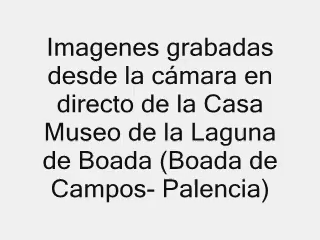 Imagenes grabadas
desde la cámara en
directo de la Casa
Museo de la Laguna
de Boada (Boada de
Campos- Palencia)